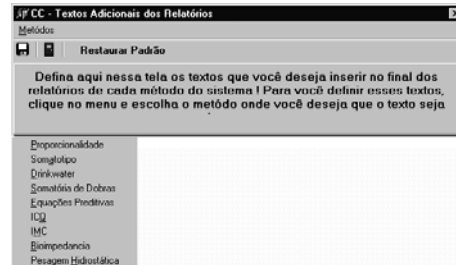 CC - Textos Adicionais dos Relatórios
Metódos
Restaurar Padrão
Defina aqui nessa tela os textos que você deseja inserir no final dos
relatórios de cada método do sistema ! Para você definir esses textos,
clique no menu e escolha o metódo onde você deseja que o texto seja
Proporcionalidade
Somatotipo
Drinkwater
Somatória de Dobras
Equações Preditivas
ICQ
IMC
Bioimpedancia
Pesagem Hidrostática